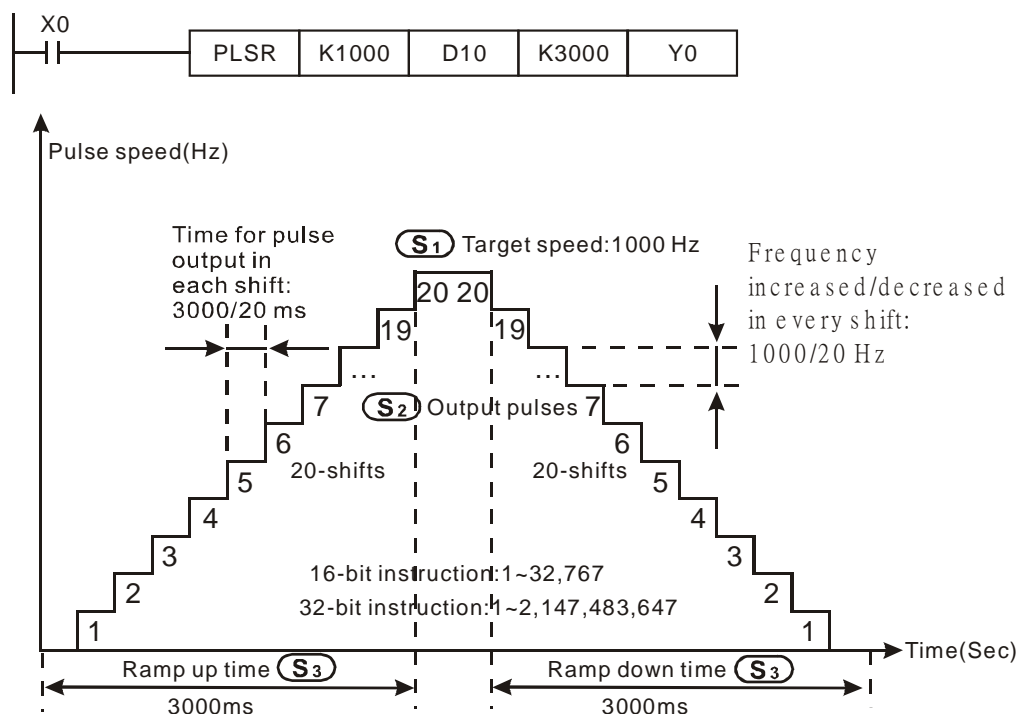 X0
PLSR K1000 D10 K3000 Y0
Pulse speed(Hz)
Time for pulse
output in
each shift:
3000/20 ms
S1 Target speed:1000 Hz
Frequency
increased/decreased
in every shift:
1000/20 Hz
20 20
19 19
... ...
7 S2 Output pulses 7
6 6
20-shifts 20-shifts
5 5
4 4
3 3
16-bit instruction:1~32,767
2 2
32-bit instruction:1~2,147,483,647
1 1
Time(Sec)
Ramp up time S3 Ramp down time S3
3000ms 3000ms